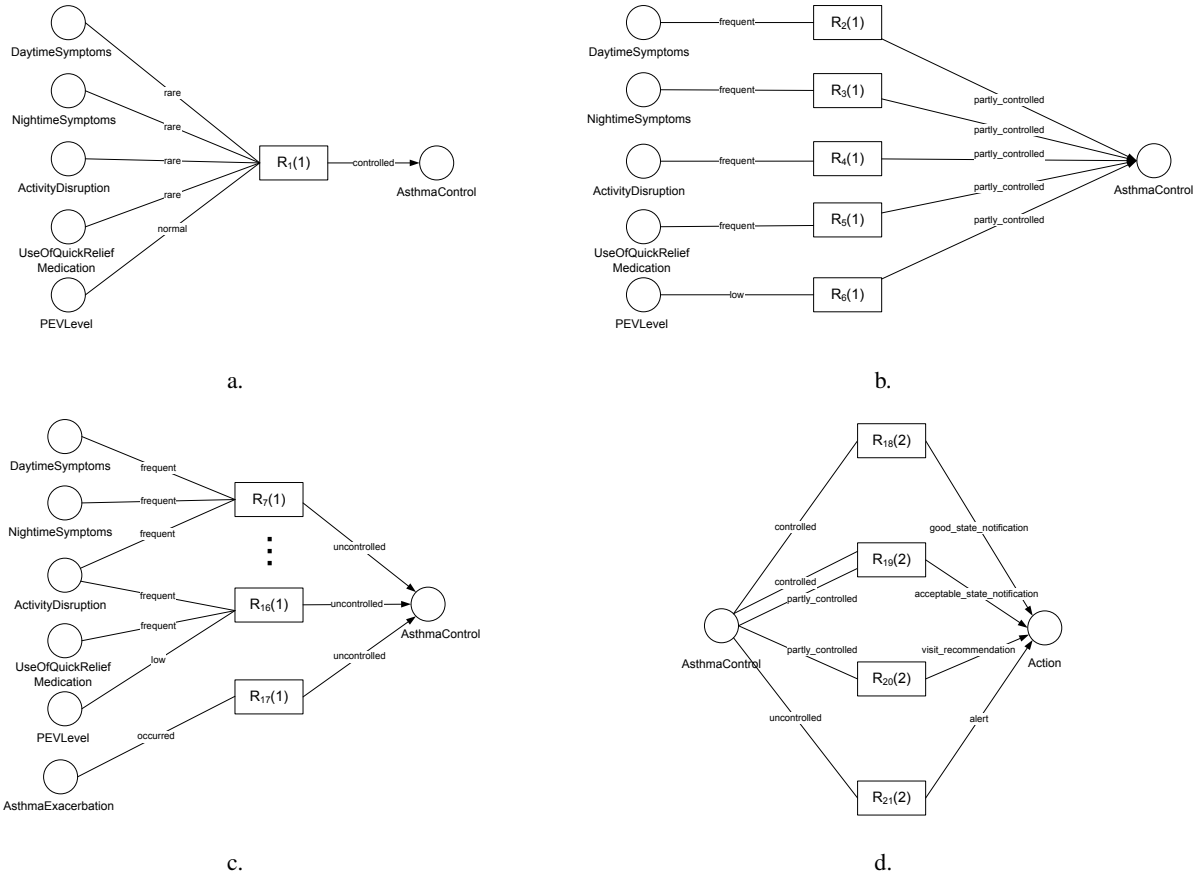 DaytimeSymptoms
NightimeSymptoms
ActivityDisruption
UseOfQuickRelief
Medication
PEVLevel
rare
rare
rare
rare
normal
R1(1)
controlled
AsthmaControl
a.
DaytimeSymptoms
NightimeSymptoms
ActivityDisruption
UseOfQuickRelief
Medication
PEVLevel
frequent
frequent
frequent
frequent
low
R2(1)
R3(1)
R4(1)
R5(1)
R6(1)
partly_controlled
partly_controlled
partly_controlled
partly_controlled
partly_controlled
AsthmaControl
b.
DaytimeSymptoms
NightimeSymptoms
ActivityDisruption
UseOfQuickRelief
Medication
PEVLevel
AsthmaExacerbation
frequent
frequent
frequent
frequent
frequent
low
occurred
R7(1)
R16(1)
R17(1)
uncontrolled
uncontrolled
uncontrolled
AsthmaControl
c.
AsthmaControl
controlled
controlled
partly_controlled
partly_controlled
uncontrolled
R18(2)
R19(2)
R20(2)
R21(2)
good_state_notification
acceptable_state_notification
visit_recommendation
alert
Action
d.